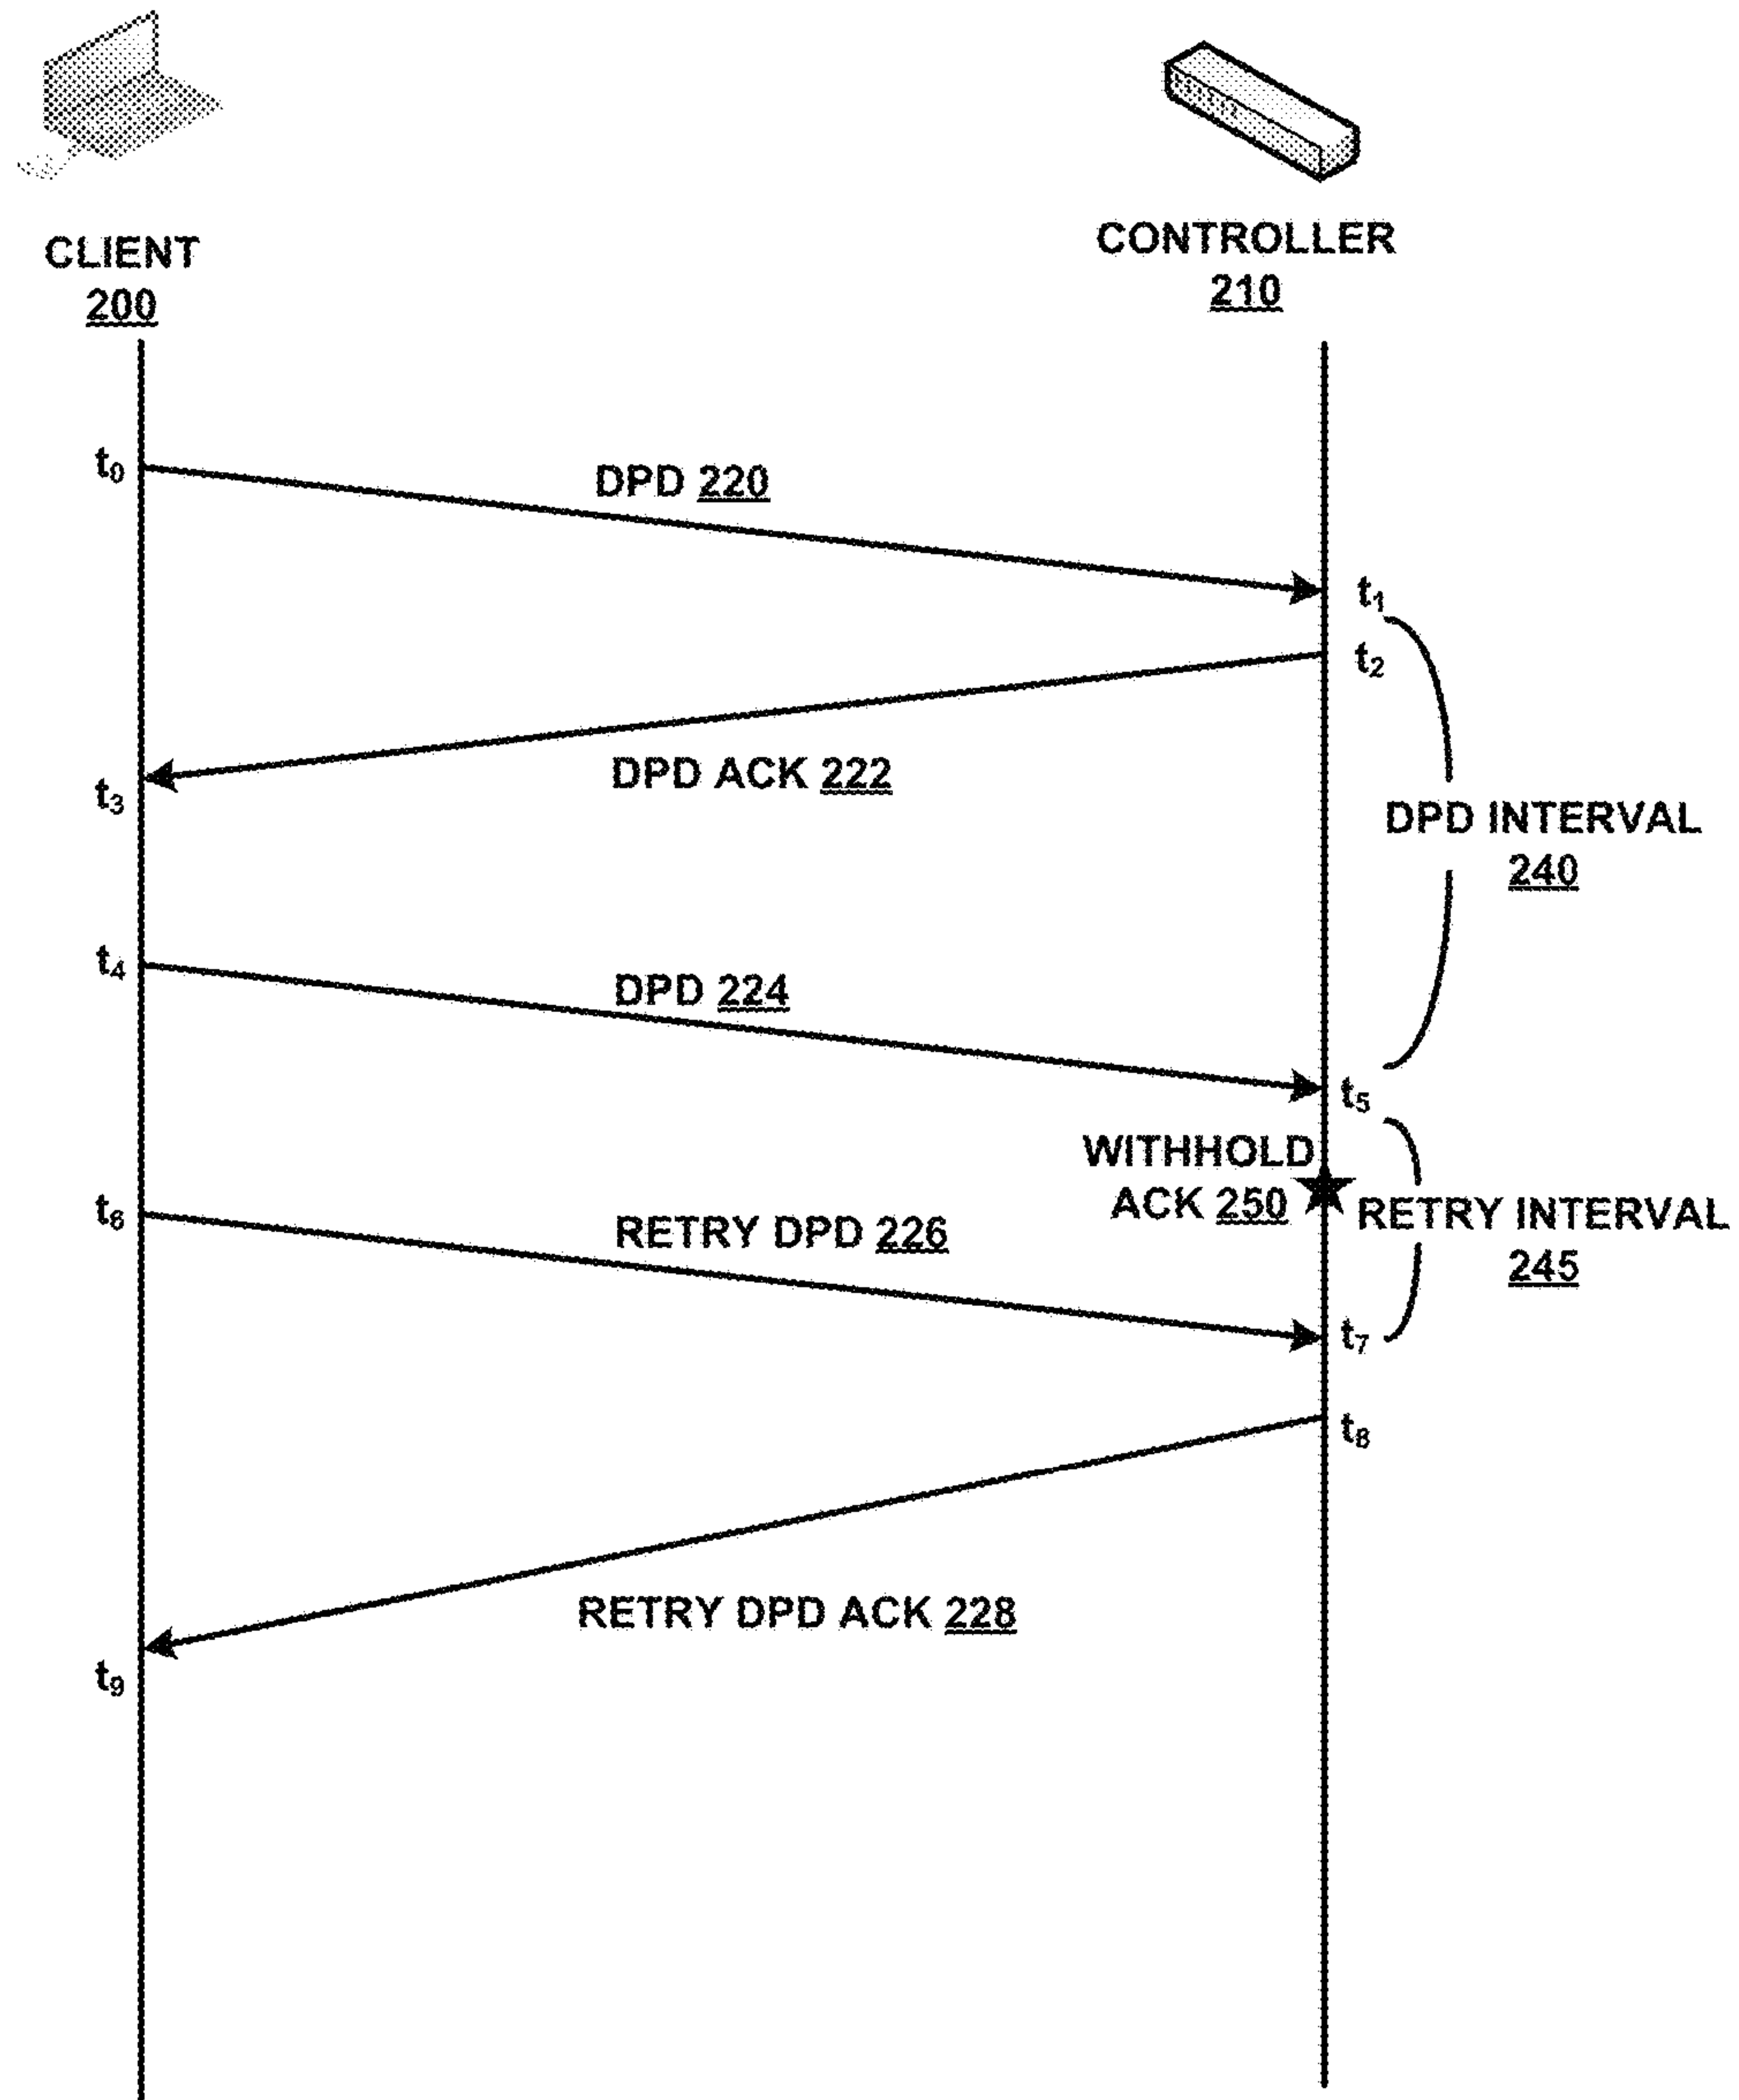 CLIENT
200
CONTROLLER
210
t0
DPD 220
t1
t2
DPD ACK 222
t3
DPD INTERVAL
240
t4
DPD 224
t5
WITHHOLD
ACK 250
RETRY INTERVAL
245
t6
RETRY DPD 226
t7
t8
RETRY DPD ACK 228
t9